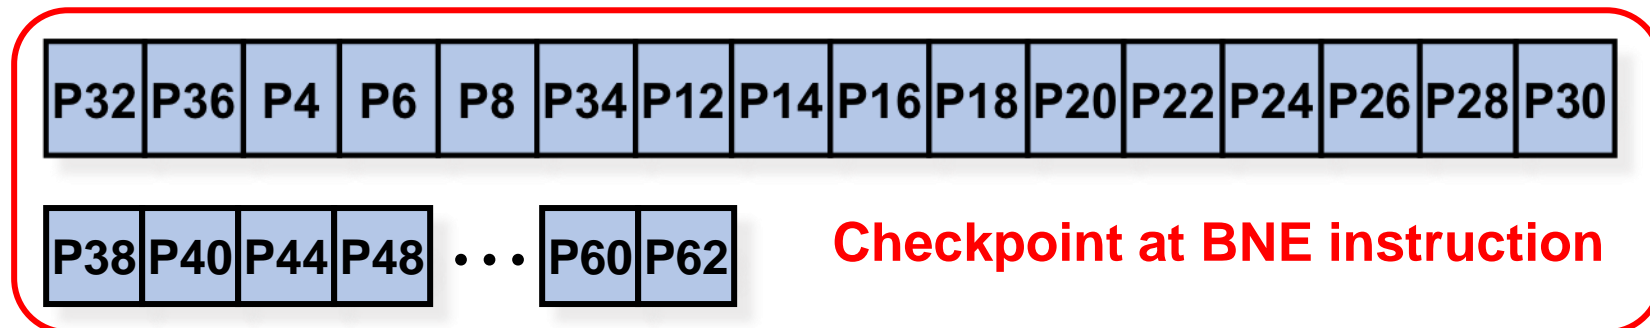 P32 P36 P4 P6 P8 P34 P12 P14 P16 P18 P20 P22 P24 P26 P28 P30
P38 P40 P44 P48 ••• P60 P62 Checkpoint at BNE instruction